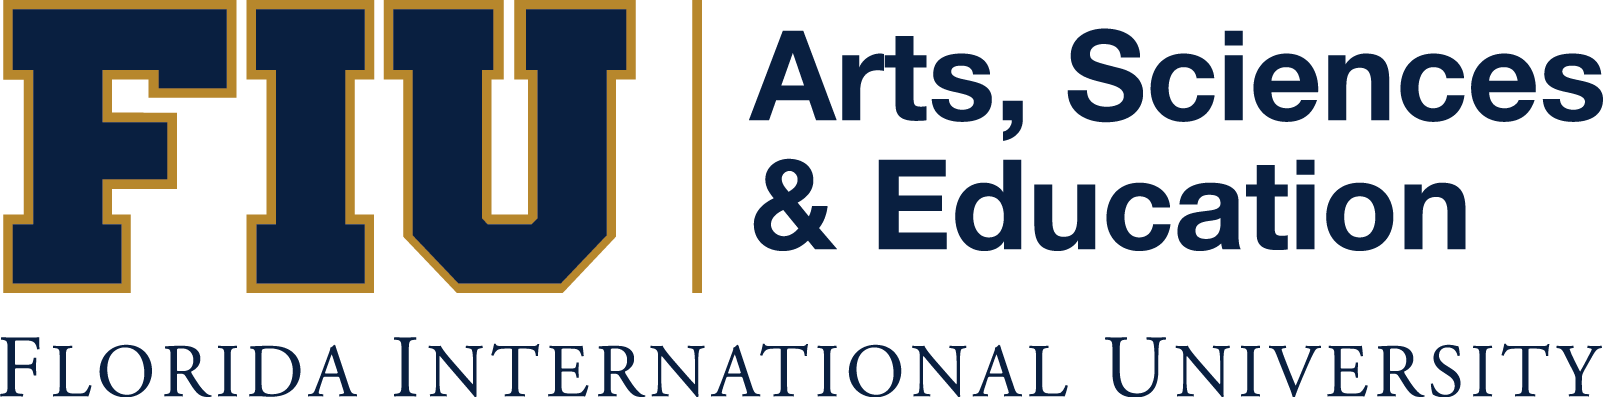 FIU
Arts, Sciences
& Education
FLORIDA INTERNATIONAL UNIVERSITY